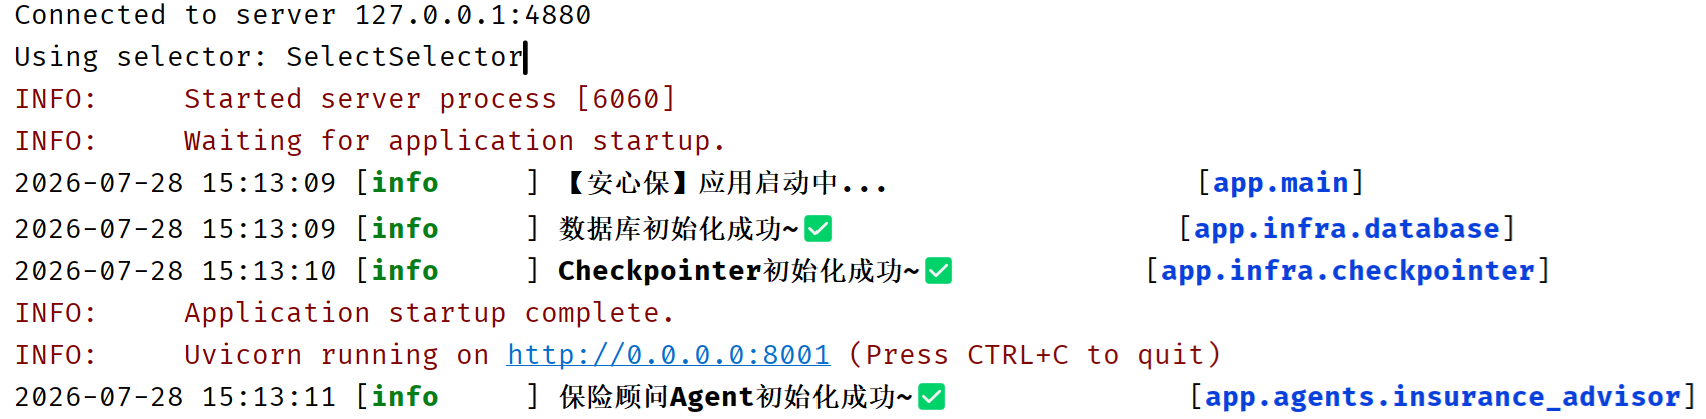 Connected to server 127.0.0.1:4880
Using selector: SelectSelector
INFO:     Started server process [6060]
INFO:     Waiting for application startup.
2026-07-28 15:13:09 [info     ] 【安心保】应用启动中...                  [app.main]
2026-07-28 15:13:09 [info     ] 数据库初始化成功~✅                    [app.infra.database]
2026-07-28 15:13:10 [info     ] Checkpointer初始化成功~✅           [app.infra.checkpointer]
INFO:     Application startup complete.
INFO:     Uvicorn running on http://0.0.0.0:8001 (Press CTRL+C to quit)
2026-07-28 15:13:11 [info     ] 保险顾问Agent初始化成功~✅               [app.agents.insurance_advisor]